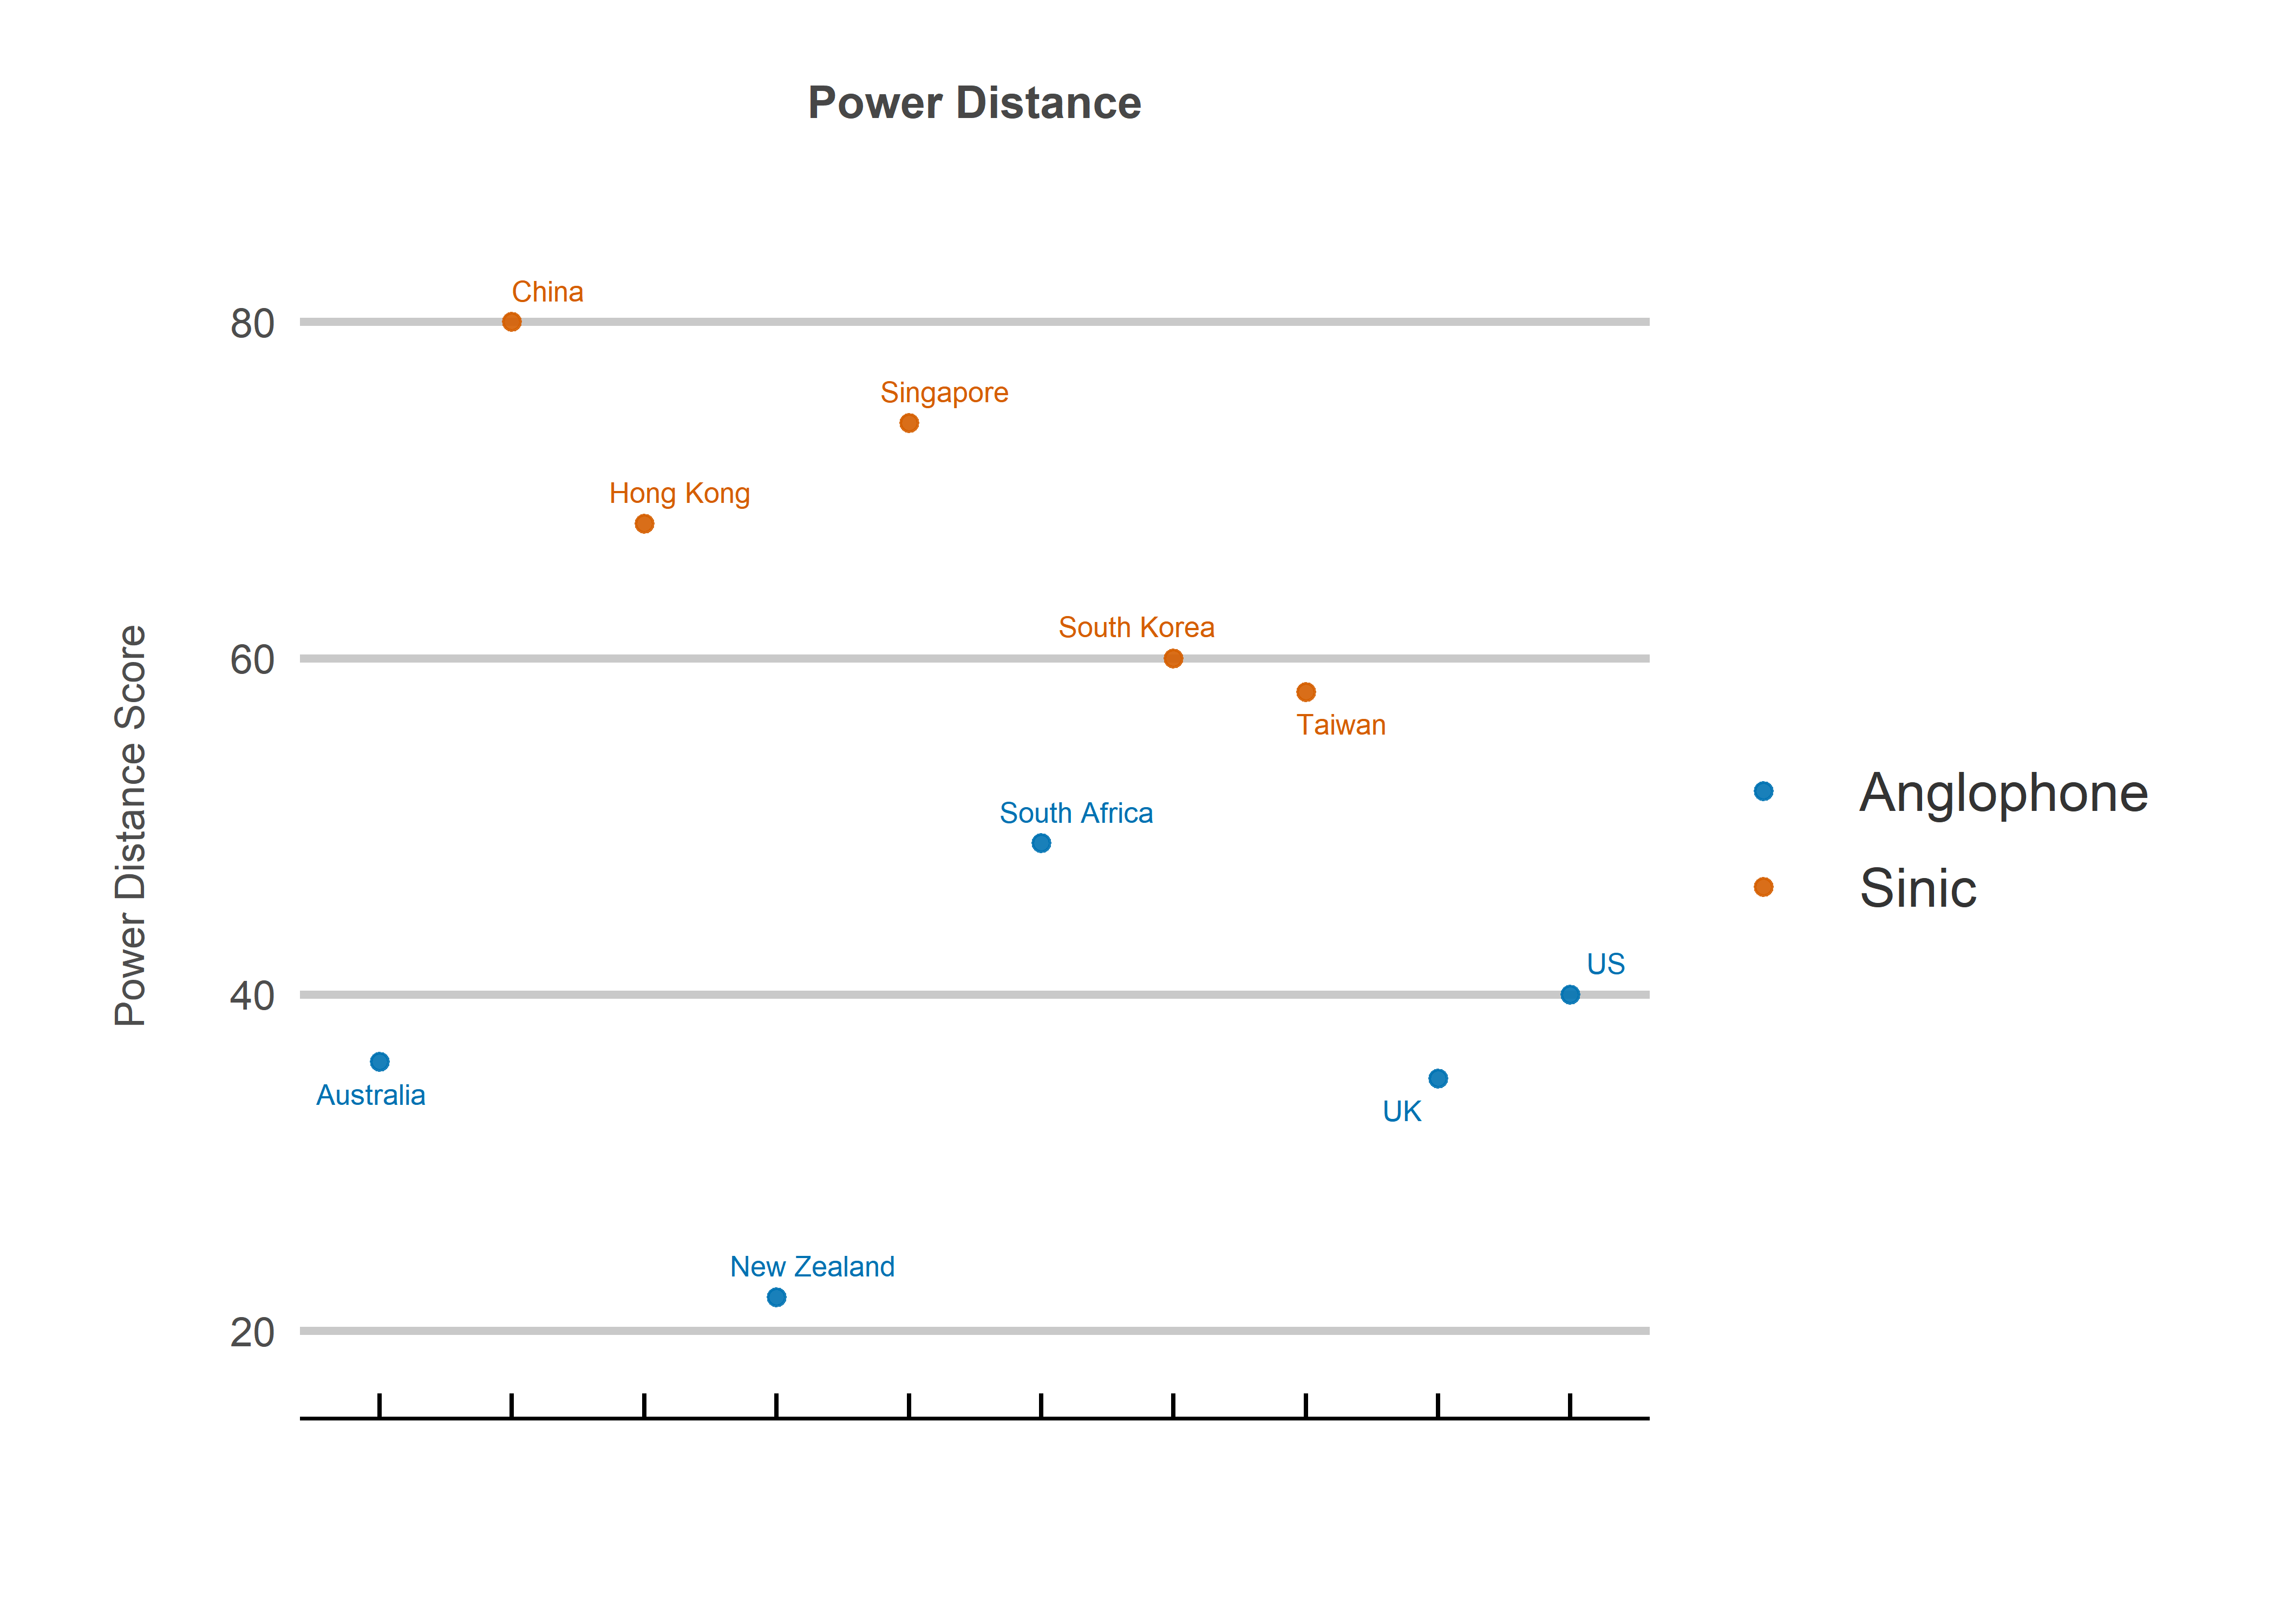 Power Distance
China
80
Singapore
Hong Kong
South Korea
60
Taiwan
Power Distance Score
South Africa
Anglophone
Sinic
US
40
Australia
UK
New Zealand
20